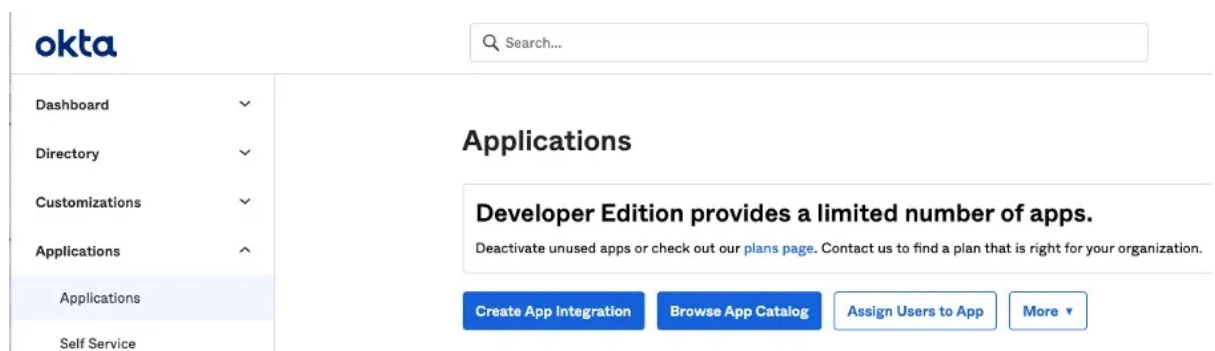 okta
Search...
Dashboard
Directory
Customizations
Applications
Applications
Self Service
Applications
Developer Edition provides a limited number of apps.
Deactivate unused apps or check out our plans page. Contact us to find a plan that is right for your organization.
Create App Integration Browse App Catalog Assign Users to App More